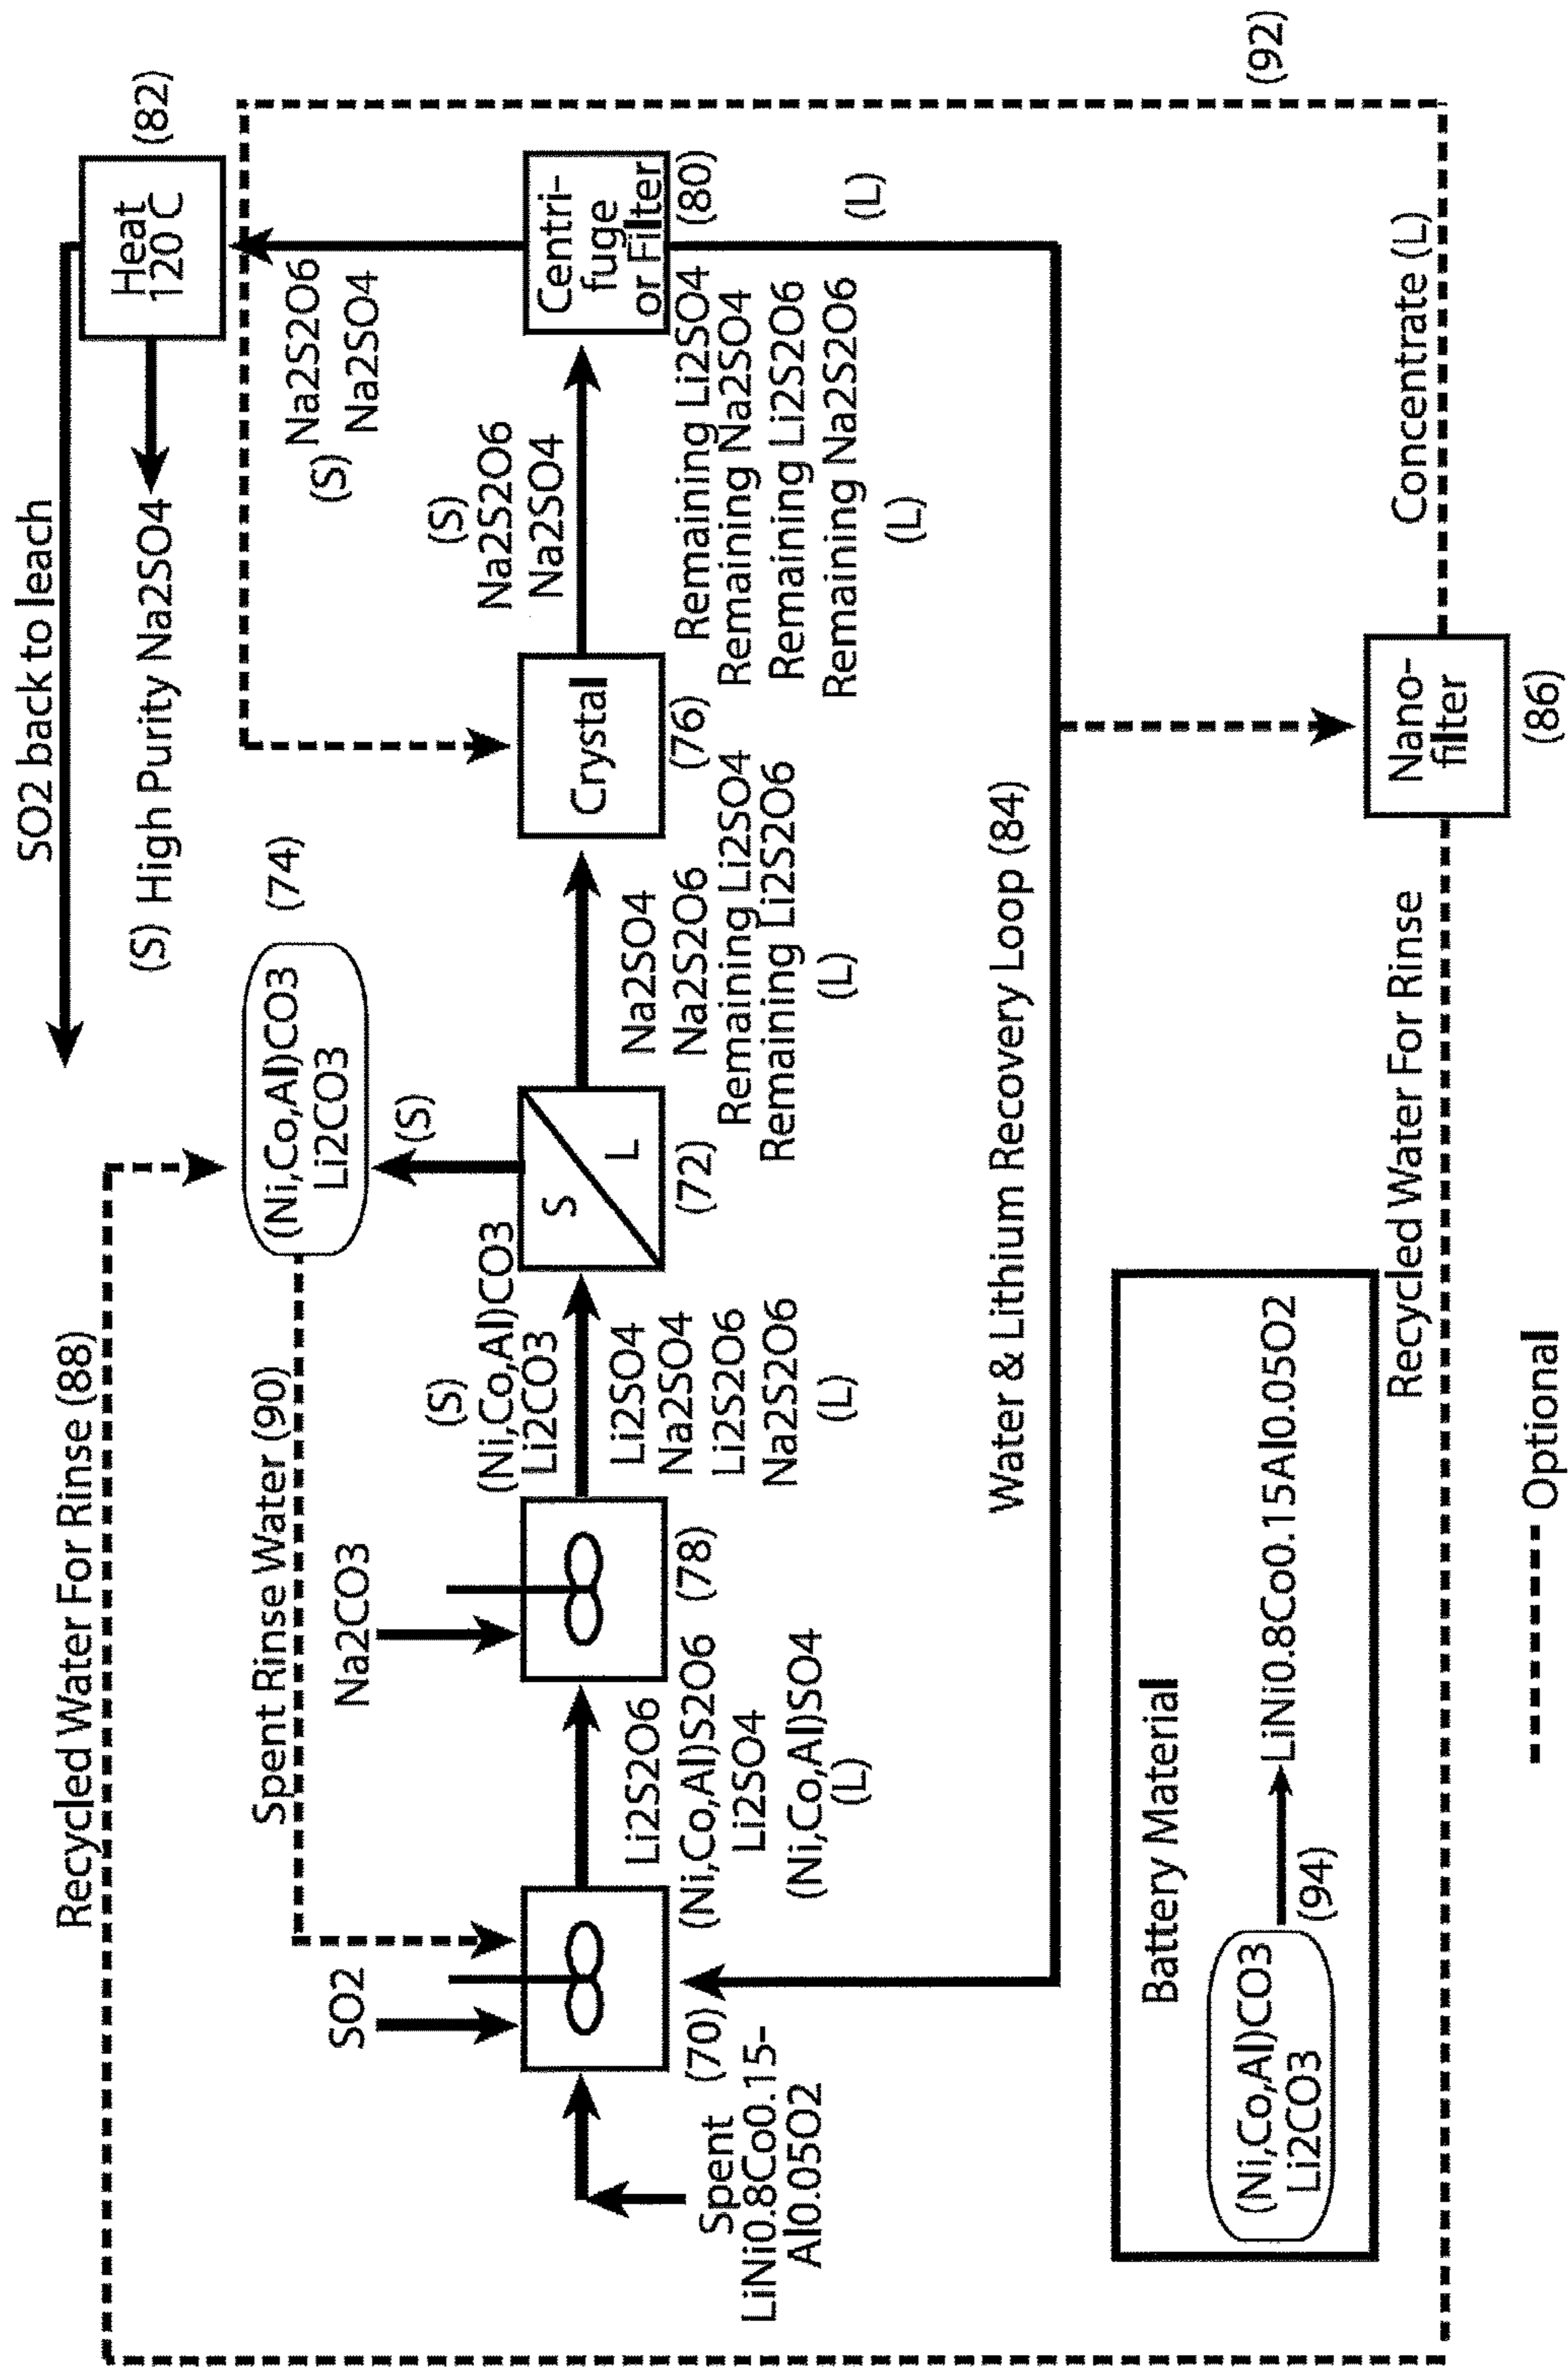 SO2 back to leach
Heat
120 C
(82)
(S) High Purity Na2SO4
Recycled Water For Rinse (88)
(Ni,Co,Al)CO3
Li2CO3
(74)
Na2S2O6
Na2SO4
(S)
Spent Rinse Water (90)
SO2
Na2CO3
(S)
(S)
(Ni,Co,Al)CO3
Li2CO3
S
L
(72)
(S)
Na2S2O6
Na2SO4
Crystal
(76)
Centri-
fuge
or Filter
(80)
(70)
Spent
LiNi0.8Co0.15-
Al0.05O2
Li2S2O6
(Ni,Co,Al)S2O6
Li2SO4
(Ni,Co,Al)SO4
(L)
(78)
Li2SO4
Na2SO4
Li2S2O6
Na2S2O6
(L)
Na2SO4
Na2S2O6
Remaining Li2SO4
Remaining Li2S2O6
(L)
Remaining Li2SO4
Remaining Na2SO4
Remaining Li2S2O6
Remaining Na2S2O6
(L)
(L)
Water & Lithium Recovery Loop (84)
(92)
Battery Material
(Ni,Co,Al)CO3
Li2CO3
(94)
LiNi0.8Co0.15Al0.05O2
Recycled Water For Rinse
Nano-
filter
(86)
Concentrate (L)
Optional